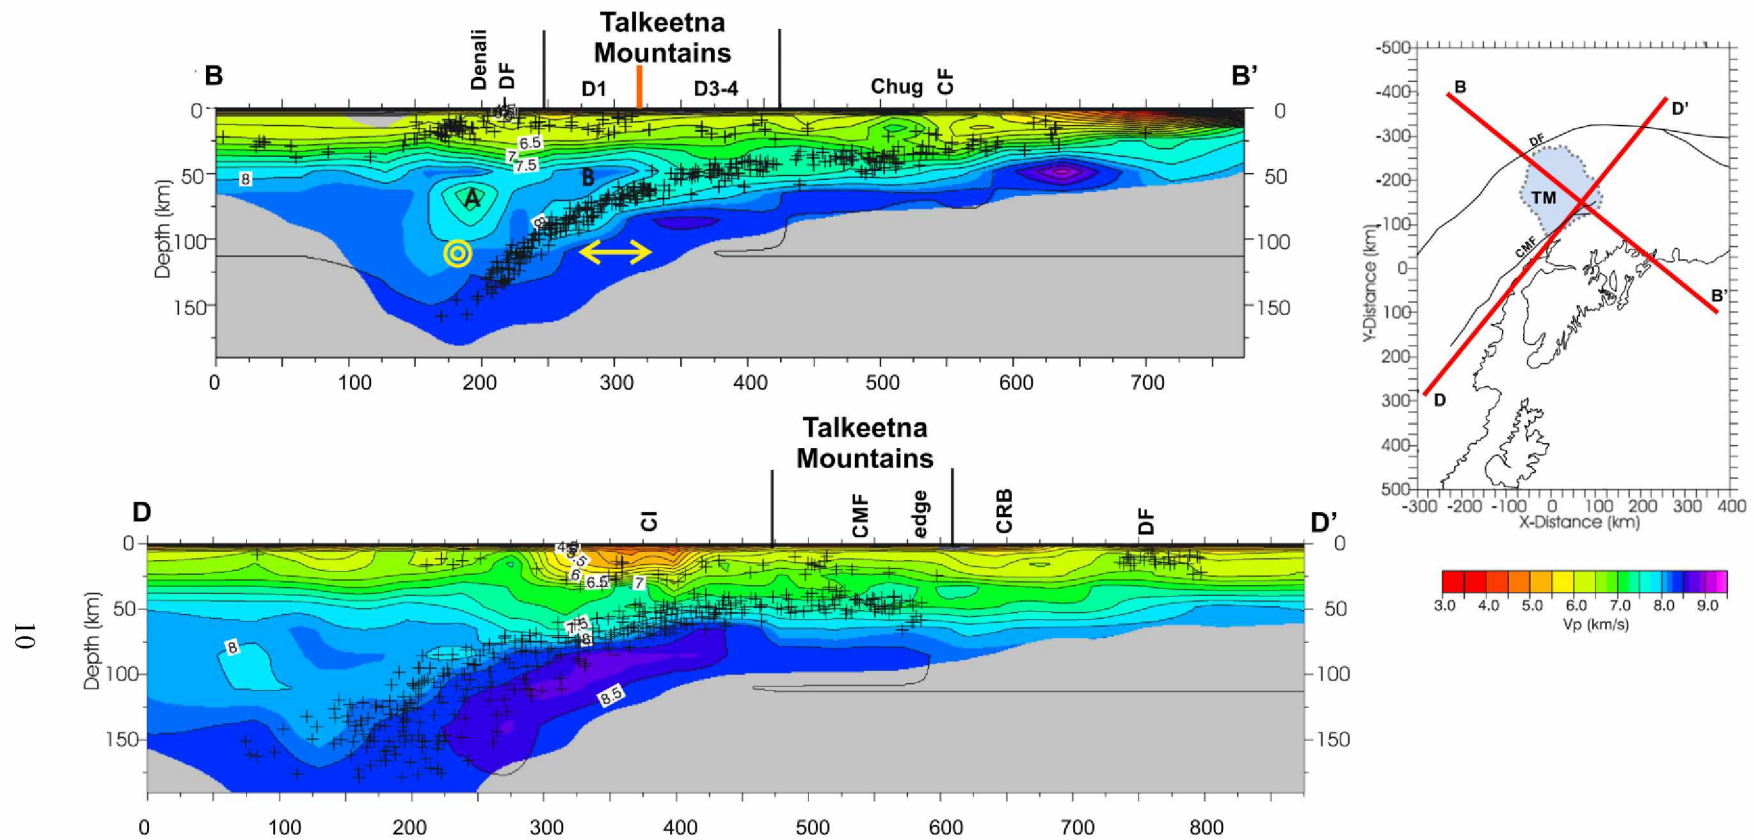 Talkeetna
Mountains
B
Denali
DF
D1
D3-4
Chug
CF
B'
0
6.5
7
7.5
50
8
B
A
8
100
150
Depth (km)
0
50
100
150
0 100 200 300 400 500 600 700
Talkeetna
Mountains
D
CI
CMF
edge
CRB
DF
D'
0
6
6.5
7
50
7.5
8
8
100
8.5
150
Depth (km)
0
50
100
150
0 100 200 300 400 500 600 700 800
10
-500
-400
-300
-200
-100
0
100
200
300
400
500
Y-Distance (km)
B
D'
DF
TM
CMF
B'
D
-300 -200 -100 0 100 200 300 400
X-Distance (km)
3.0 4.0 5.0 6.0 7.0 8.0 9.0
Vp (km/s)